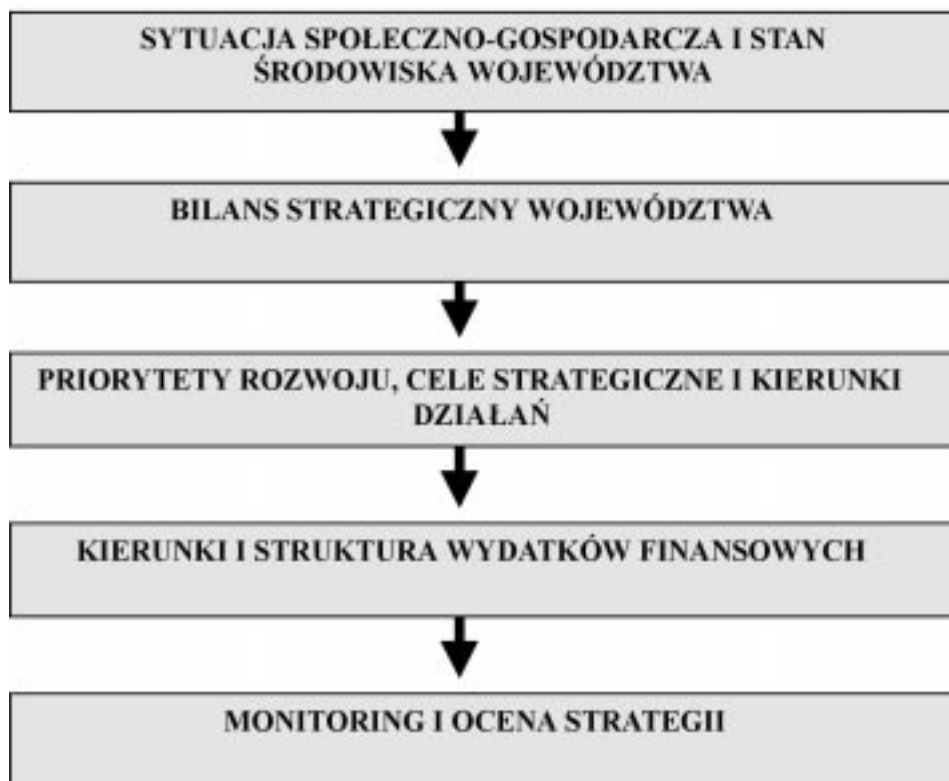 SYTUACJA SPOŁECZNO-GOSPODARCZA I STAN
ŚRODOWISKA WOJEWÓDZTWA
BILANS STRATEGICZNY WOJEWÓDZTWA
PRIORYTETY ROZWOJU, CELE STRATEGICZNE I KIERUNKI
DZIAŁAŃ
KIERUNKI I STRUKTURA WYDATKÓW FINANSOWYCH
MONITORING I OCENA STRATEGII